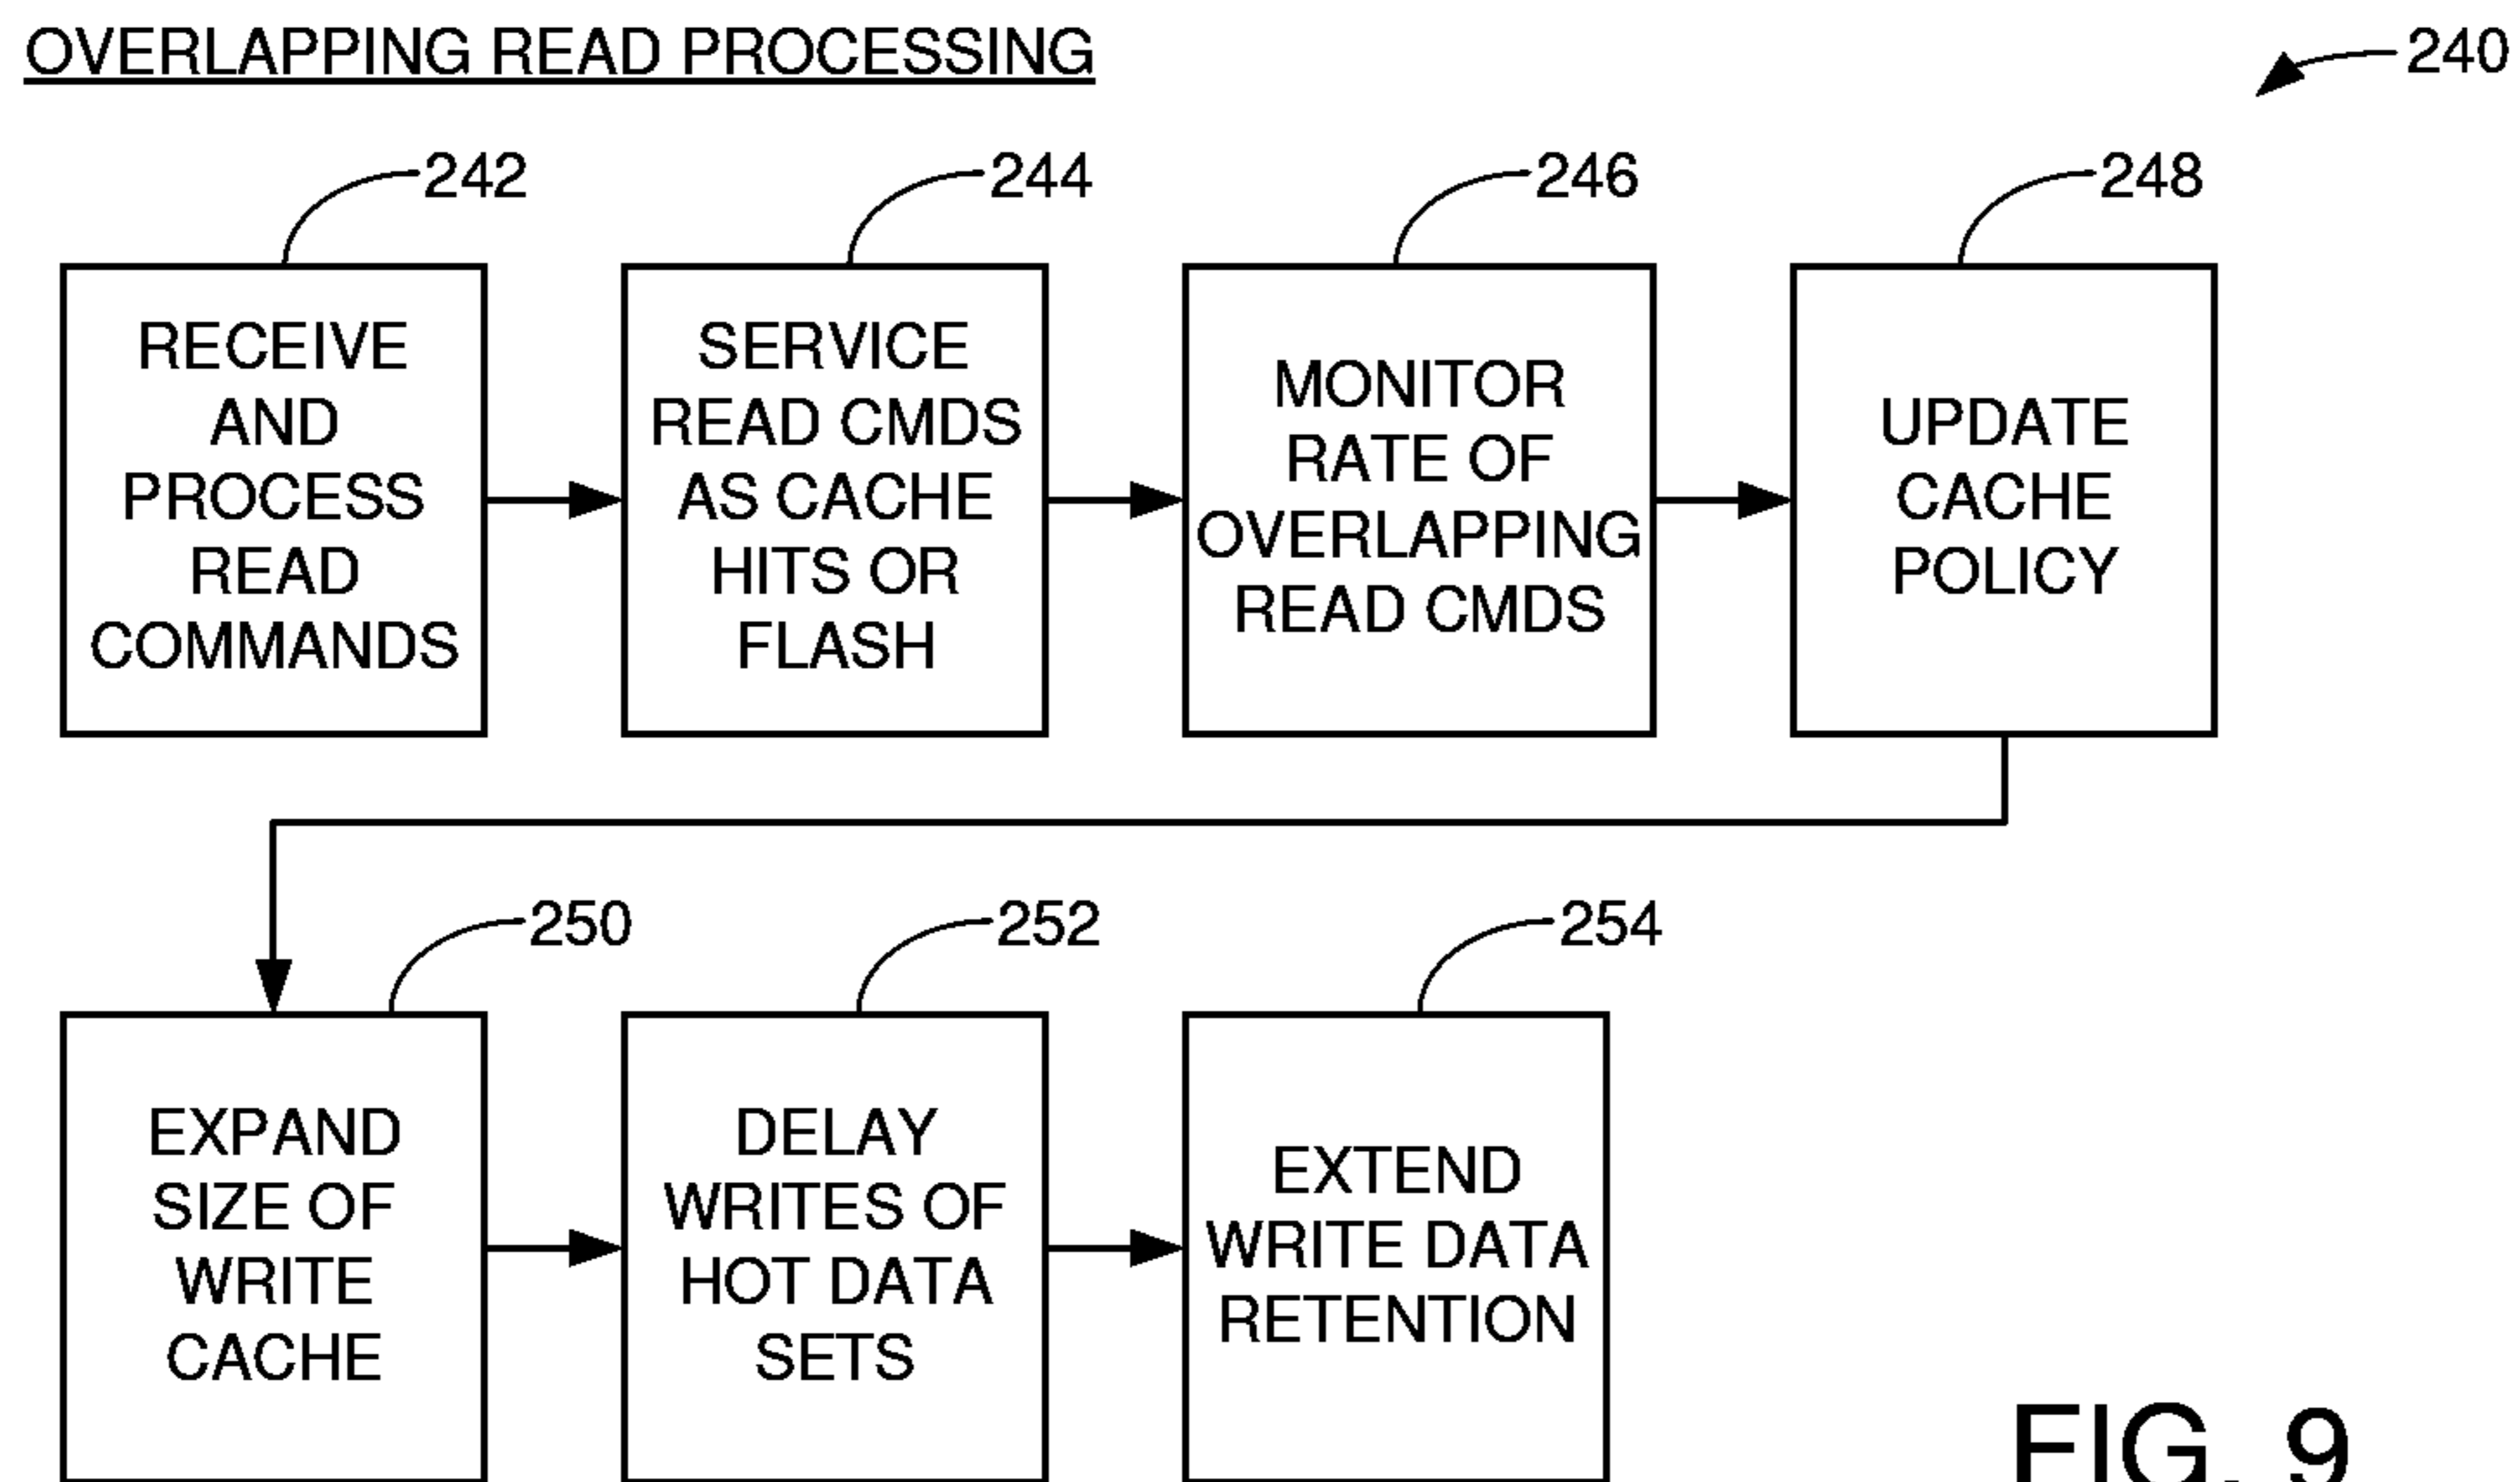 OVERLAPPING READ PROCESSING
240
242
244
246
248
RECEIVE
AND
PROCESS
READ
COMMANDS
SERVICE
READ CMDS
AS CACHE
HITS OR
FLASH
MONITOR
RATE OF
OVERLAPPING
READ CMDS
UPDATE
CACHE
POLICY
250
252
254
EXPAND
SIZE OF
WRITE
CACHE
DELAY
WRITES OF
HOT DATA
SETS
EXTEND
WRITE DATA
RETENTION
FIG. 9